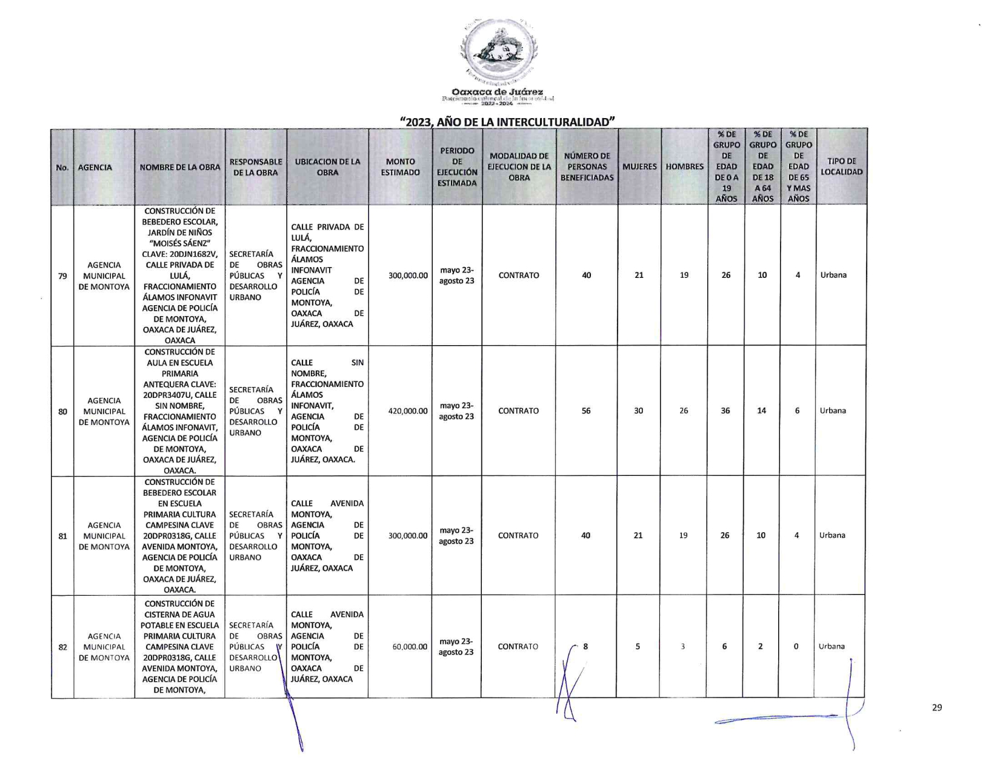 Oaxaca de Juárez
2022-2024
“2023, AÑO DE LA INTERCULTURALIDAD”
No.
AGENCIA
NOMBRE DE LA OBRA
RESPONSABLE
DE LA OBRA
UBICACION DE LA
OBRA
MONTO
ESTIMADO
PERIODO
DE
EJECUCIÓN
ESTIMADA
MODALIDAD DE
EJECUCION DE LA
OBRA
NÚMERO DE
PERSONAS
BENEFICIADAS
MUJERES
HOMBRES
% DE
GRUPO
DE
EDAD
DE 0 A
19
AÑOS
% DE
GRUPO
DE
EDAD
DE 18
A 64
AÑOS
% DE
GRUPO
DE
EDAD
DE 65
Y MAS
AÑOS
TIPO DE
LOCALIDAD
79
AGENCIA
MUNICIPAL
DE MONTOYA
CONSTRUCCIÓN DE
BEBEDERO ESCOLAR,
JARDÍN DE NIÑOS
“MOISÉS SÁENZ”
CLAVE: 20DJN1682V,
CALLE PRIVADA DE
LULÁ,
FRACCIONAMIENTO
ÁLAMOS INFONAVIT
AGENCIA DE POLICÍA
DE MONTOYA,
OAXACA DE JUÁREZ,
OAXACA
SECRETARÍA
DE OBRAS
PÚBLICAS Y
DESARROLLO
URBANO
CALLE PRIVADA DE
LULÁ,
FRACCIONAMIENTO
ÁLAMOS
INFONAVIT
AGENCIA DE
POLICÍA DE
MONTOYA,
OAXACA DE
JUÁREZ, OAXACA
300,000.00
mayo 23-
agosto 23
CONTRATO
40
21
19
26
10
4
Urbana
80
AGENCIA
MUNICIPAL
DE MONTOYA
CONSTRUCCIÓN DE
AULA EN ESCUELA
PRIMARIA
ANTEQUERA CLAVE:
20DPR3407U, CALLE
SIN NOMBRE,
FRACCIONAMIENTO
ÁLAMOS INFONAVIT,
AGENCIA DE POLICÍA
DE MONTOYA,
OAXACA DE JUÁREZ,
OAXACA.
SECRETARÍA
DE OBRAS
PÚBLICAS Y
DESARROLLO
URBANO
CALLE SIN
NOMBRE,
FRACCIONAMIENTO
ÁLAMOS
INFONAVIT,
AGENCIA DE
POLICÍA DE
MONTOYA,
OAXACA DE
JUÁREZ, OAXACA.
420,000.00
mayo 23-
agosto 23
CONTRATO
56
30
26
36
14
6
Urbana
81
AGENCIA
MUNICIPAL
DE MONTOYA
CONSTRUCCIÓN DE
BEBEDERO ESCOLAR
EN ESCUELA
PRIMARIA CULTURA
CAMPESINA CLAVE
20DPR0318G, CALLE
AVENIDA MONTOYA,
AGENCIA DE POLICÍA
DE MONTOYA,
OAXACA DE JUÁREZ,
OAXACA.
SECRETARÍA
DE OBRAS
PÚBLICAS Y
DESARROLLO
URBANO
CALLE AVENIDA
MONTOYA,
AGENCIA DE
POLICÍA DE
MONTOYA,
OAXACA DE
JUÁREZ, OAXACA
300,000.00
mayo 23-
agosto 23
CONTRATO
40
21
19
26
10
4
Urbana
82
AGENCIA
MUNICIPAL
DE MONTOYA
CONSTRUCCIÓN DE
CISTERNA DE AGUA
POTABLE EN ESCUELA
PRIMARIA CULTURA
CAMPESINA CLAVE
20DPR0318G, CALLE
AVENIDA MONTOYA,
AGENCIA DE POLICÍA
DE MONTOYA,
SECRETARÍA
DE OBRAS
PÚBLICAS Y
DESARROLLO
URBANO
CALLE AVENIDA
MONTOYA,
AGENCIA DE
POLICÍA DE
MONTOYA,
OAXACA DE
JUÁREZ, OAXACA
60,000.00
mayo 23-
agosto 23
CONTRATO
8
5
3
6
2
0
Urbana
29